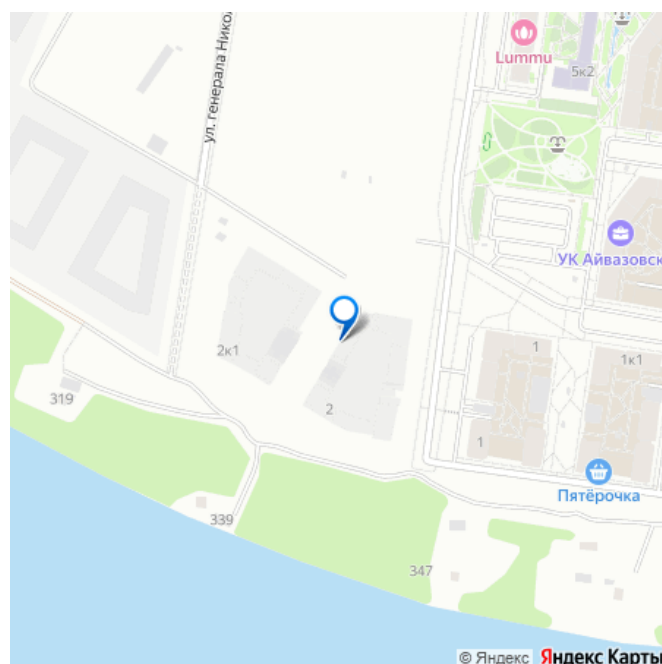 Lummu
5к2
ул. генерала Никол
УК Айвазовск
2к1
1
1к1
2
1
319
Пятёрочка
339
347
© Яндекс Яндекс Карты